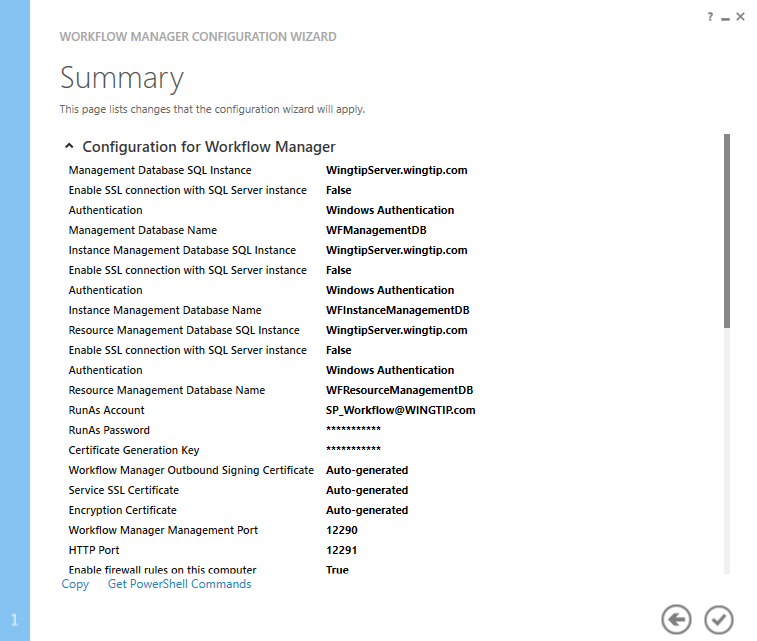 ? – ×
WORKFLOW MANAGER CONFIGURATION WIZARD
Summary
This page lists changes that the configuration wizard will apply.
Configuration for Workflow Manager
Management Database SQL Instance WingtipServer.wingtip.com
Enable SSL connection with SQL Server instance False
Authentication Windows Authentication
Management Database Name WFManagementDB
Instance Management Database SQL Instance WingtipServer.wingtip.com
Enable SSL connection with SQL Server instance False
Authentication Windows Authentication
Instance Management Database Name WFInstanceManagementDB
Resource Management Database SQL Instance WingtipServer.wingtip.com
Enable SSL connection with SQL Server instance False
Authentication Windows Authentication
Resource Management Database Name WFResourceManagementDB
RunAs Account SP_Workflow@WINGTIP.com
RunAs Password ***********
Certificate Generation Key ***********
Workflow Manager Outbound Signing Certificate Auto-generated
Service SSL Certificate Auto-generated
Encryption Certificate Auto-generated
Workflow Manager Management Port 12290
HTTP Port 12291
Enable firewall rules on this computer True
Copy Get PowerShell Commands
1